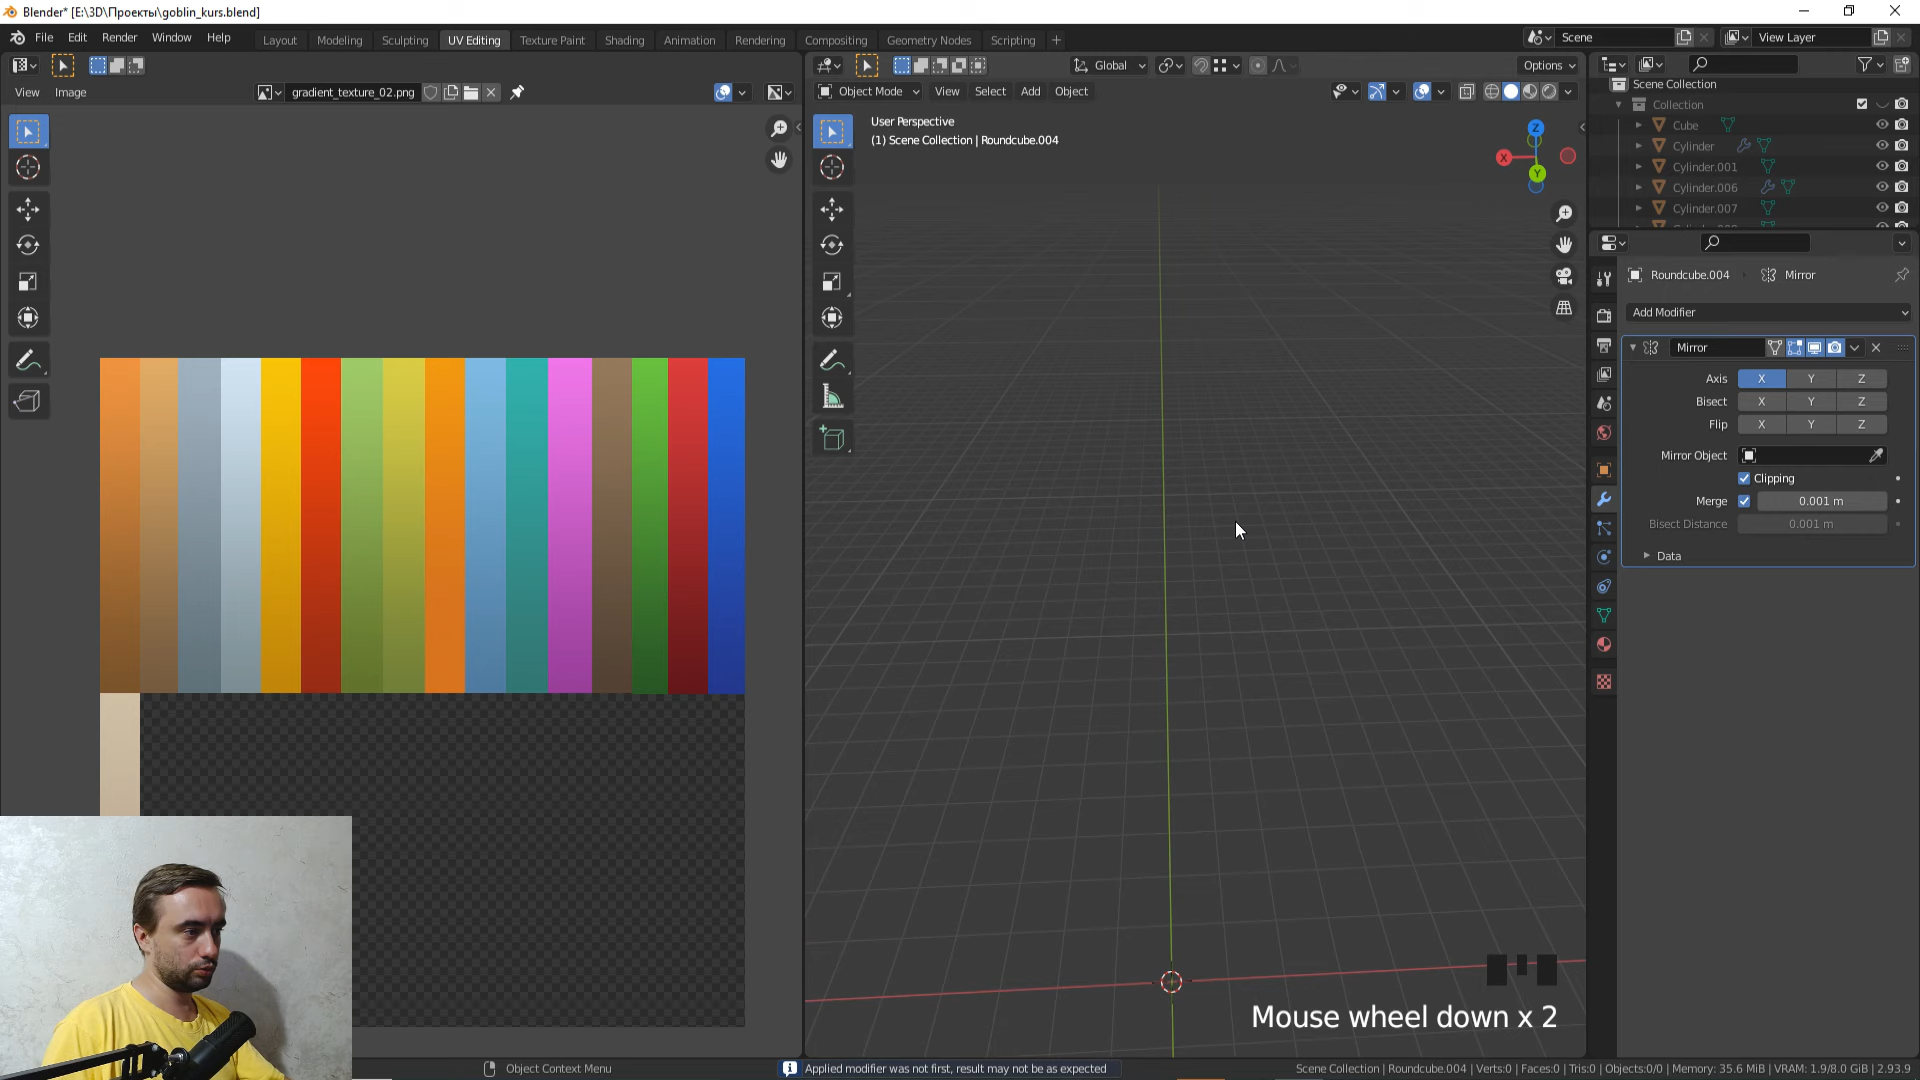 Blender* [E:\3D\Проекты\goblin_kurs.blend]
File Edit Render Window Help
Layout Modeling Sculpting UV Editing Texture Paint Shading Animation Rendering Compositing Geometry Nodes Scripting +
Scene
View Layer
Global
Options
View Image
gradient_texture_02.png
Object Mode View Select Add Object
User Perspective
(1) Scene Collection | Roundcube.004
Z
X
Y
Scene Collection
Collection
Cube
Cylinder
Cylinder.001
Cylinder.006
Cylinder.007
Roundcube.004
Mirror
Add Modifier
Mirror
Axis X Y Z
Bisect X Y Z
Flip X Y Z
Mirror Object
Clipping
Merge 0.001 m
Bisect Distance 0.001 m
Data
Mouse wheel down x 2
Object Context Menu
Applied modifier was not first, result may not be as expected
Scene Collection | Roundcube.004 | Verts:0 | Faces:0 | Tris:0 | Objects:0/0 | Memory: 35.6 MiB | VRAM: 1.9/8.0 GiB | 2.93.9